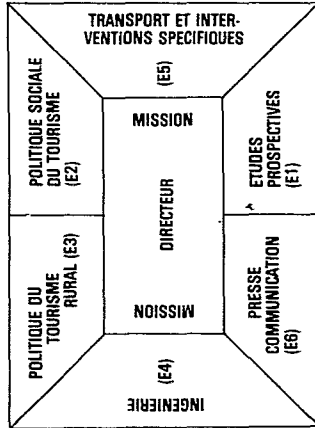 TRANSPORT ET INTER-
VENTIONS SPECIFIQUES
(E5)
POLITIQUE SOCIALE
DU TOURISME
(E2)
MISSION
ETUDES
PROSPECTIVES
(E1)
DIRECTEUR
POLITIQUE DU
TOURISME
RURAL (E3)
MISSION
PRESSE
COMMUNICATION
(E6)
(E4)
INGENIERIE